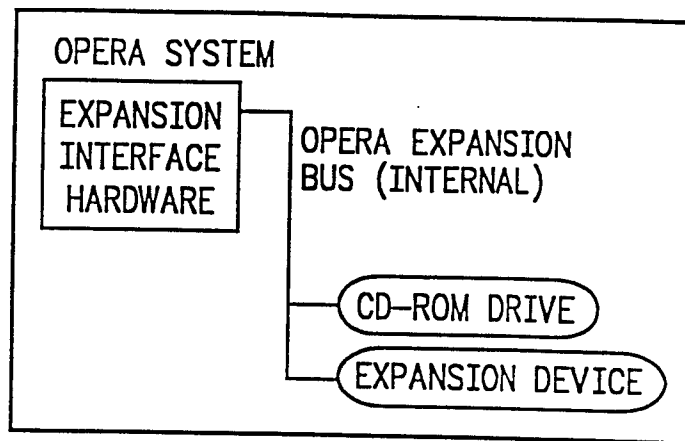 OPERA SYSTEM
EXPANSION
INTERFACE
HARDWARE
OPERA EXPANSION
BUS (INTERNAL)
CD-ROM DRIVE
EXPANSION DEVICE